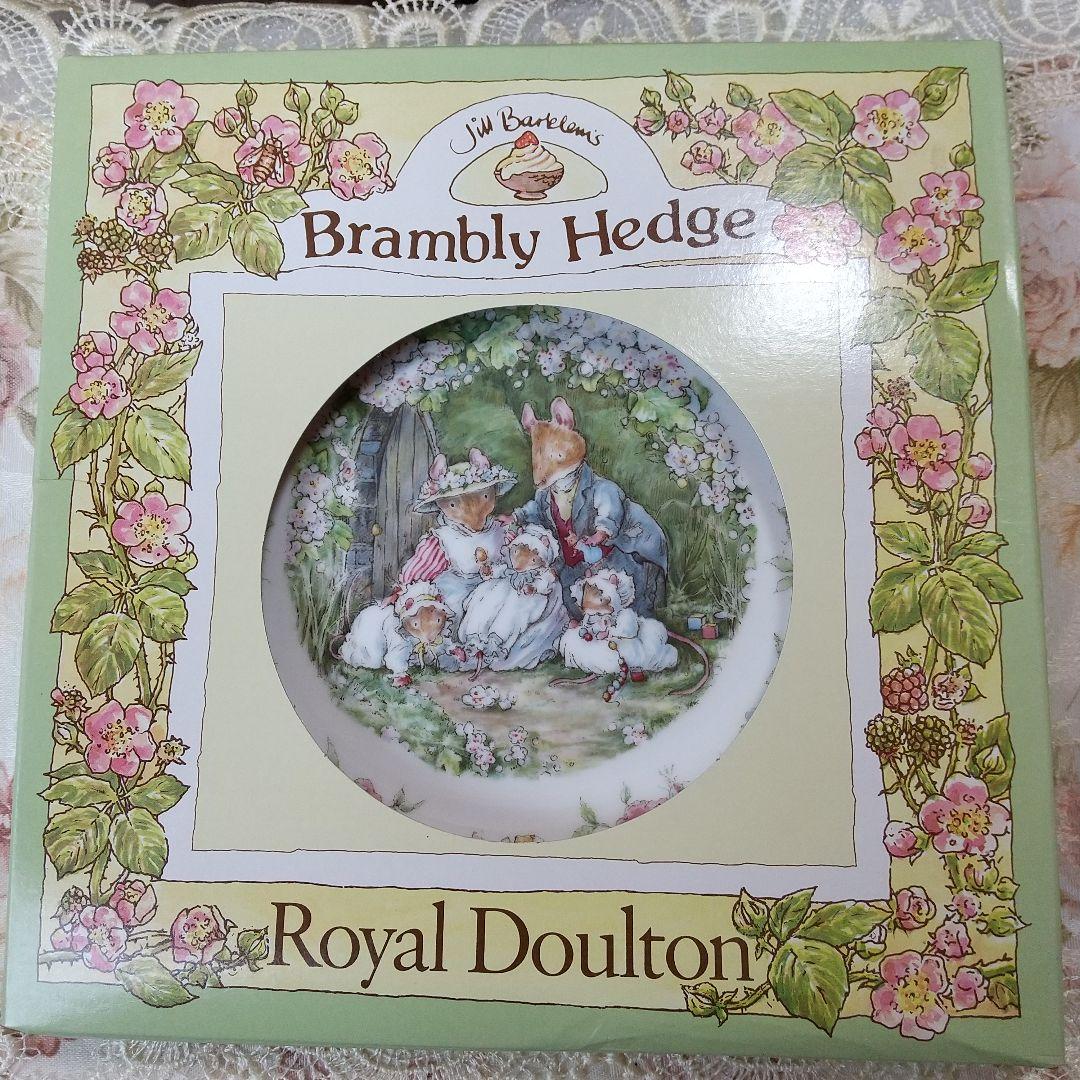 Jill Barklem's
Brambly Hedge
Royal Doulton